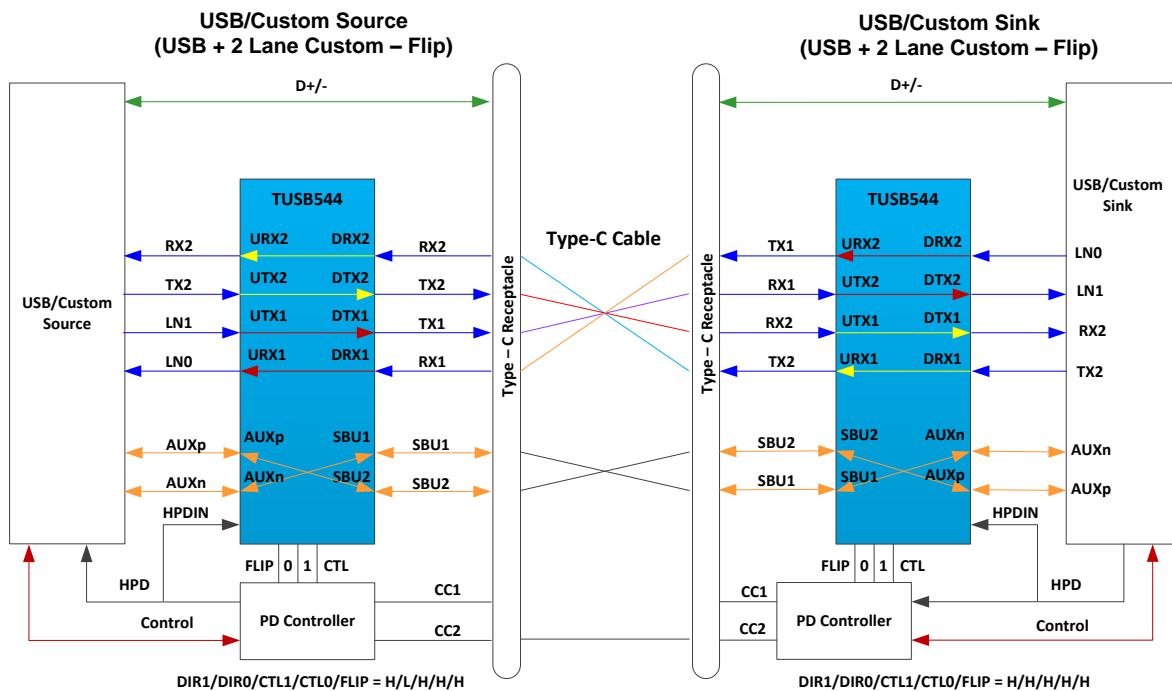 USB/Custom Source
(USB + 2 Lane Custom – Flip)
USB/Custom Sink
(USB + 2 Lane Custom – Flip)
D+/-
D+/-
TUSB544
TUSB544
USB/Custom
Source
USB/Custom
Sink
Type-C Cable
Type – C Receptacle
Type – C Receptacle
RX2 URX2 DRX2 RX2
TX2 UTX2 DTX2 TX2
LN1 UTX1 DTX1 TX1
LN0 URX1 DRX1 RX1
AUXp AUXp SBU1 SBU1
AUXn AUXn SBU2 SBU2
HPDIN
FLIP 0 1 CTL
HPD
Control
PD Controller
CC1
CC2
DIR1/DIR0/CTL1/CTL0/FLIP = H/L/H/H/H
TX1 URX2 DRX2 LN0
RX1 UTX2 DTX2 LN1
RX2 UTX1 DTX1 RX2
TX2 URX1 DRX1 TX2
SBU2 SBU2 AUXn AUXn
SBU1 SBU1 AUXp AUXp
HPDIN
FLIP 0 1 CTL
HPD
CC1
CC2
PD Controller
Control
DIR1/DIR0/CTL1/CTL0/FLIP = H/H/H/H/H